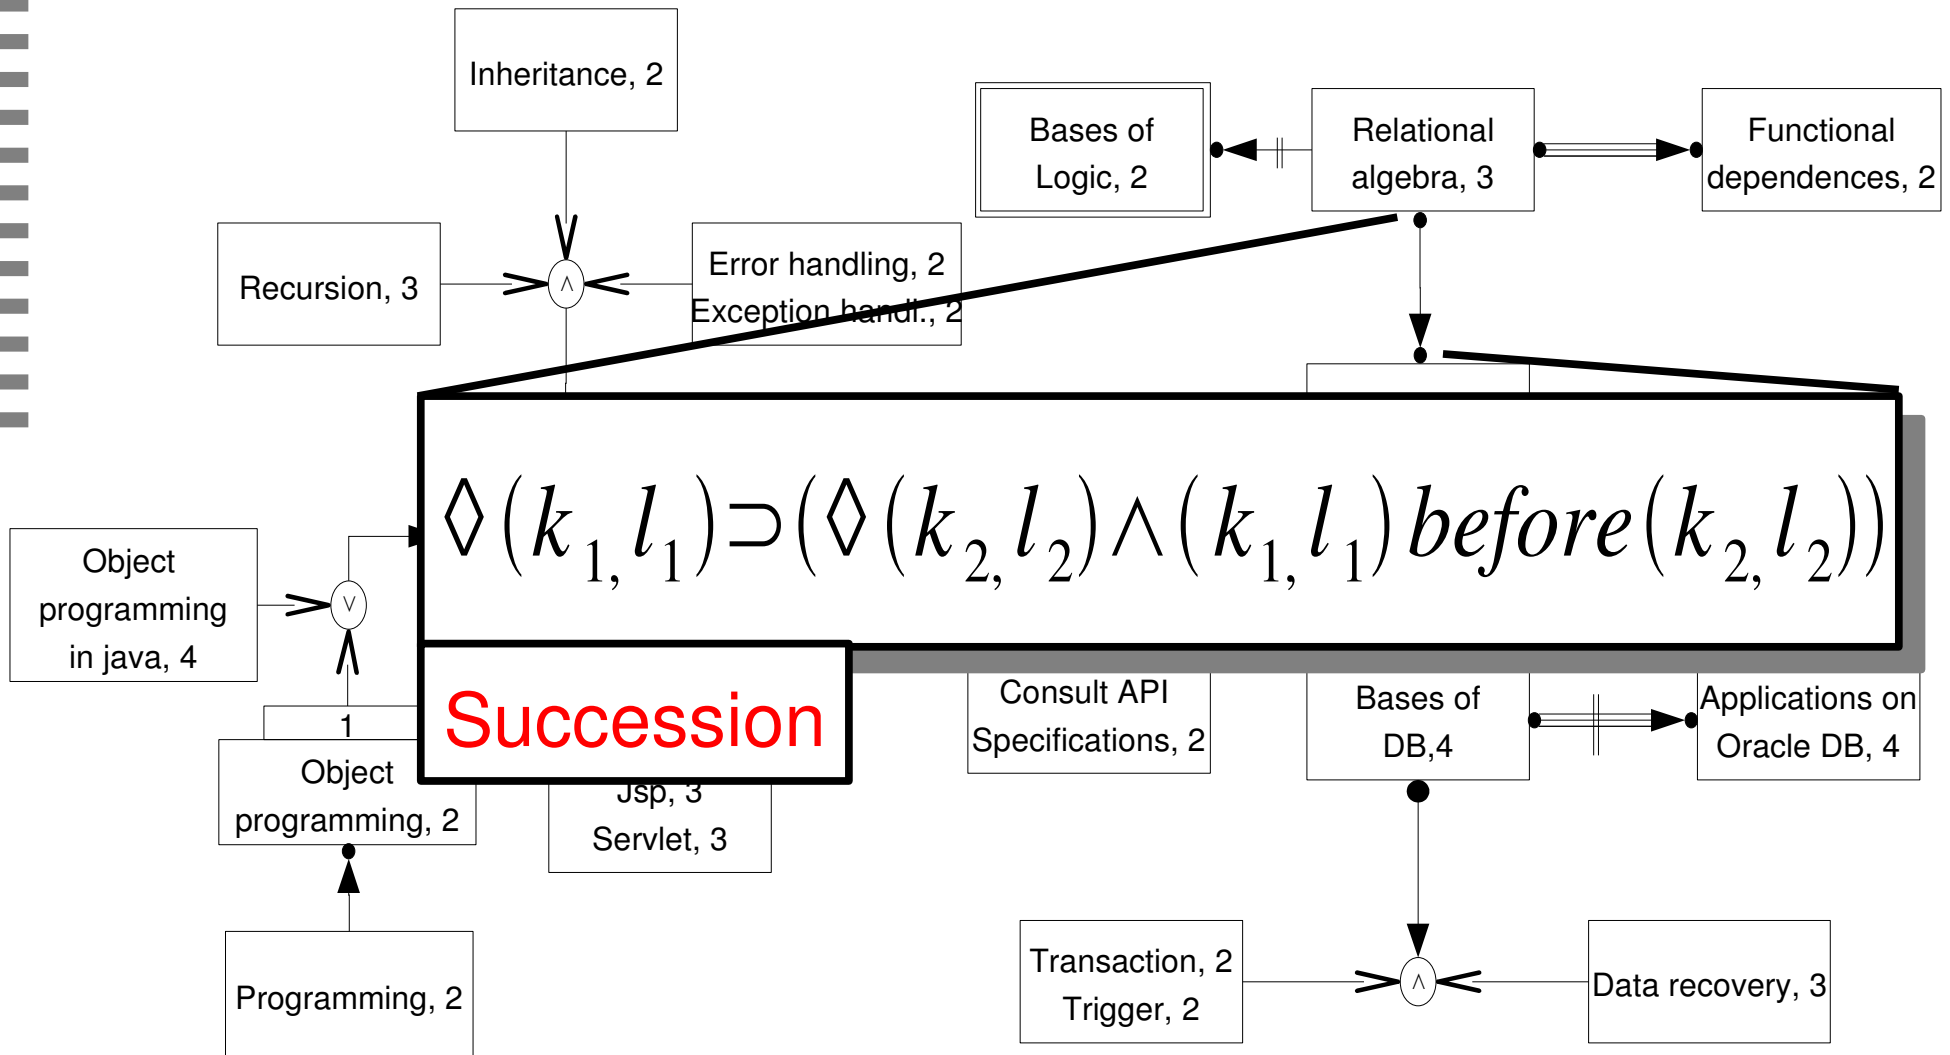 Inheritance, 2
Bases of
Logic, 2
Relational
algebra, 3
Functional
dependences, 2
Recursion, 3
∧
Error handling, 2
Exception handl., 2
◊(k₁, l₁)⊃(◊(k₂, l₂)∧(k₁, l₁) before(k₂, l₂))
Object
programming
in java, 4
∨
Succession
1
Object
programming, 2
Jsp, 3
Servlet, 3
Consult API
Specifications, 2
Bases of
DB,4
Applications on
Oracle DB, 4
Programming, 2
Transaction, 2
Trigger, 2
∧
Data recovery, 3